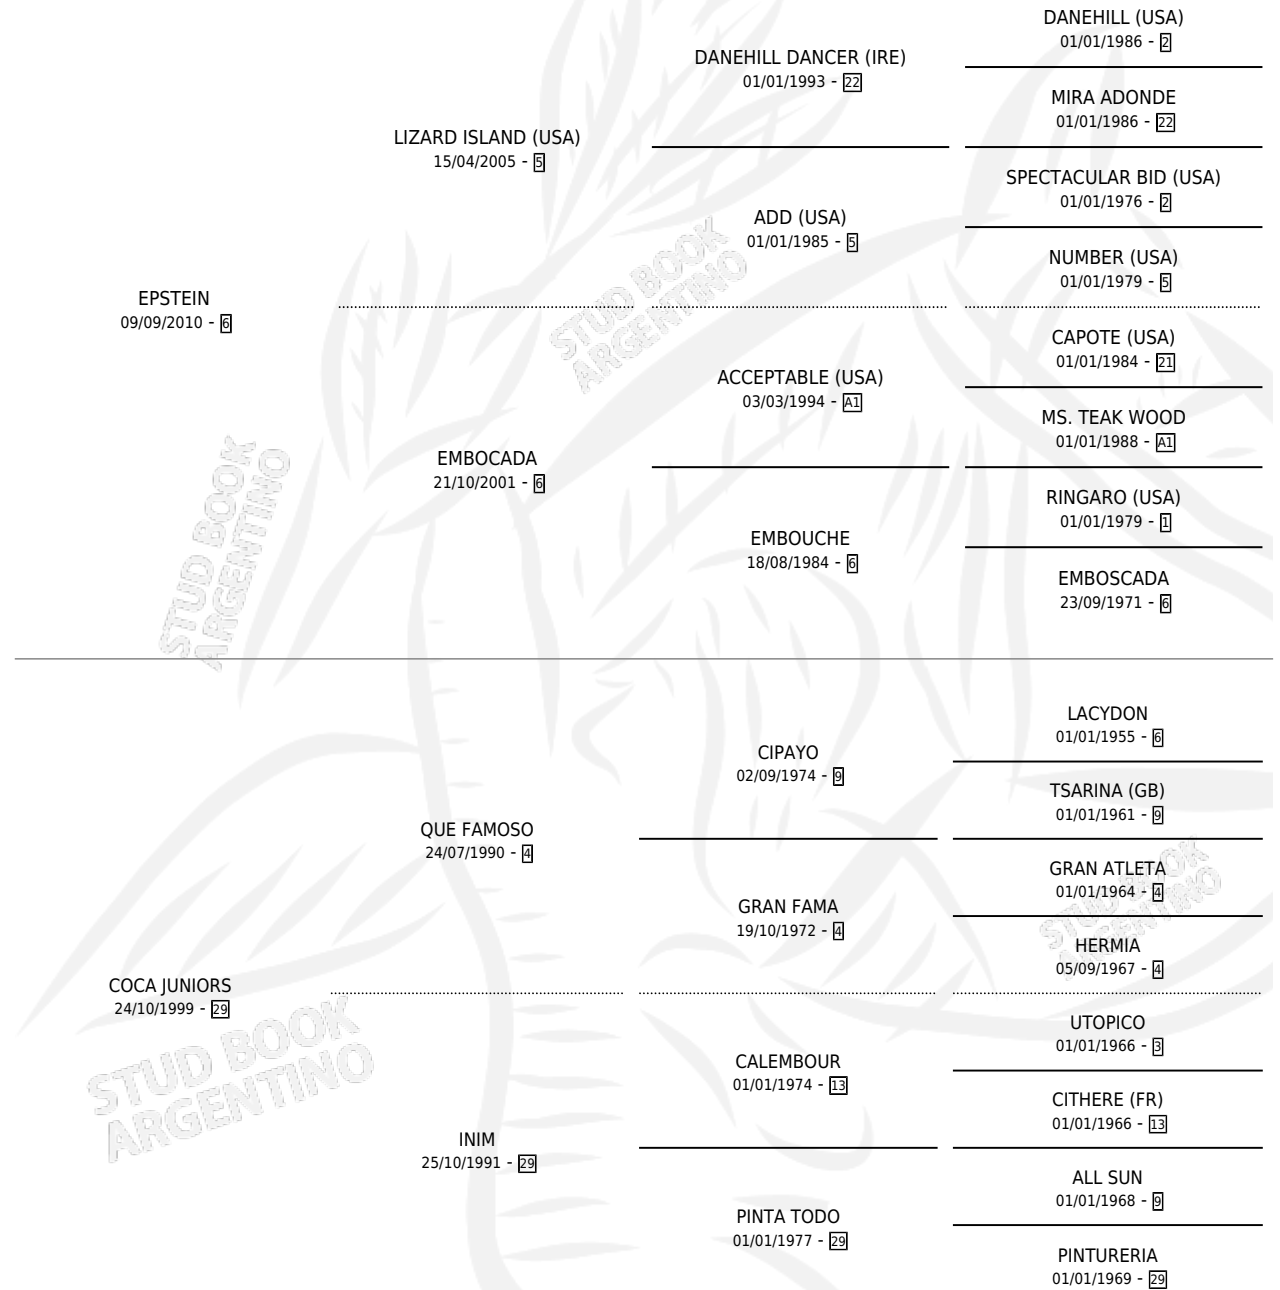 EPSTEIN
09/09/2010 - 6
LIZARD ISLAND (USA)
15/04/2005 - 5
DANEHILL DANCER (IRE)
01/01/1993 - 22
DANEHILL (USA)
01/01/1986 - 2
MIRA ADONDE
01/01/1986 - 22
ADD (USA)
01/01/1985 - 5
SPECTACULAR BID (USA)
01/01/1976 - 2
NUMBER (USA)
01/01/1979 - 5
EMBOCADA
21/10/2001 - 6
ACCEPTABLE (USA)
03/03/1994 - A1
CAPOTE (USA)
01/01/1984 - 21
MS. TEAK WOOD
01/01/1988 - A1
EMBOUCHE
18/08/1984 - 6
RINGARO (USA)
01/01/1979 - 1
EMBOSCADA
23/09/1971 - 6
COCA JUNIORS
24/10/1999 - 29
QUE FAMOSO
24/07/1990 - 4
CIPAYO
02/09/1974 - 9
LACYDON
01/01/1955 - 6
TSARINA (GB)
01/01/1961 - 9
GRAN FAMA
19/10/1972 - 4
GRAN ATLETA
01/01/1964 - 4
HERMIA
05/09/1967 - 4
INIM
25/10/1991 - 29
CALEMBOUR
01/01/1974 - 13
UTOPICO
01/01/1966 - 3
CITHERE (FR)
01/01/1966 - 13
PINTA TODO
01/01/1977 - 29
ALL SUN
01/01/1968 - 9
PINTURERIA
01/01/1969 - 29
STUD BOOK
ARGENTINO
STUD BOOK
ARGENTINO
STUD BOOK
ARGENTINO
STUD BOOK
ARGENTINO